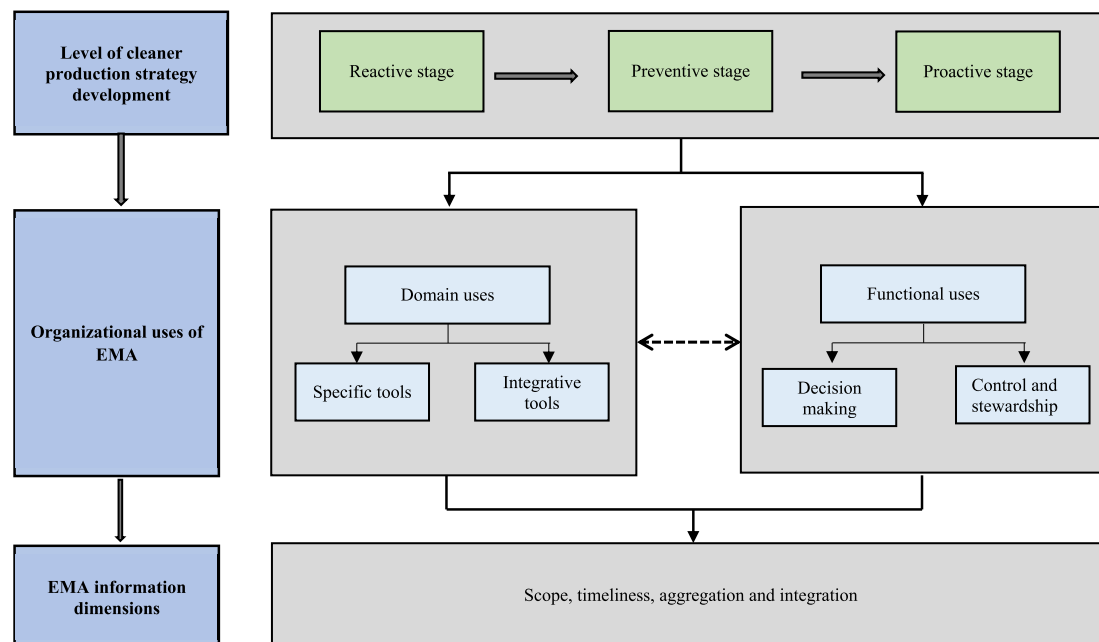 Level of cleaner
production strategy
development
Reactive stage
Preventive stage
Proactive stage
Organizational uses of
EMA
Domain uses
Specific tools
Integrative
tools
Functional uses
Decision
making
Control and
stewardship
EMA information
dimensions
Scope, timeliness, aggregation and integration